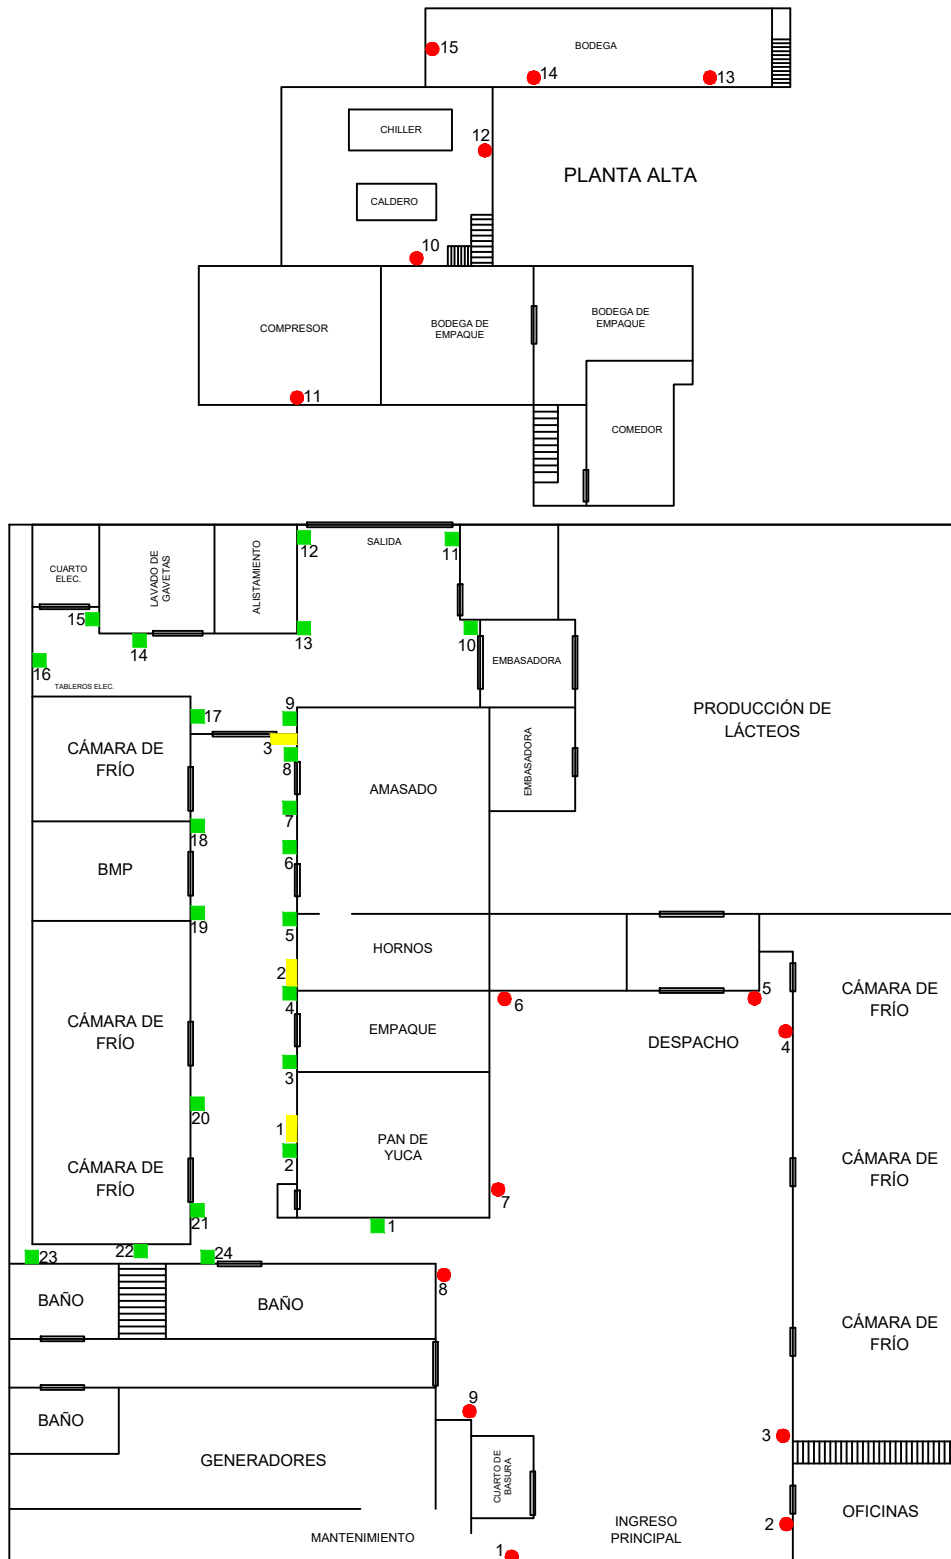 BODEGA
15
14
13
CHILLER
12
PLANTA ALTA
CALDERO
10
COMPRESOR
BODEGA DE
EMPAQUE
BODEGA DE
EMPAQUE
11
COMEDOR
12
SALIDA
11
CUARTO
ELEC.
LAVADO DE
GAVETAS
ALISTAMIENTO
15
14
13
10
16
TABLEROS ELEC.
EMBASADORA
17
9
3
8
CÁMARA DE
FRÍO
AMASADO
EMBASADORA
PRODUCCIÓN DE
LÁCTEOS
7
18
6
BMP
19
5
HORNOS
2
4
6
5
CÁMARA DE
FRÍO
CÁMARA DE
FRÍO
EMPAQUE
DESPACHO
4
3
20
1
2
PAN DE
YUCA
CÁMARA DE
FRÍO
CÁMARA DE
FRÍO
7
21
1
23
22
24
8
BAÑO
BAÑO
CÁMARA DE
FRÍO
9
BAÑO
3
GENERADORES
CUARTO DE
BASURA
OFICINAS
2
MANTENIMIENTO
INGRESO
PRINCIPAL
1